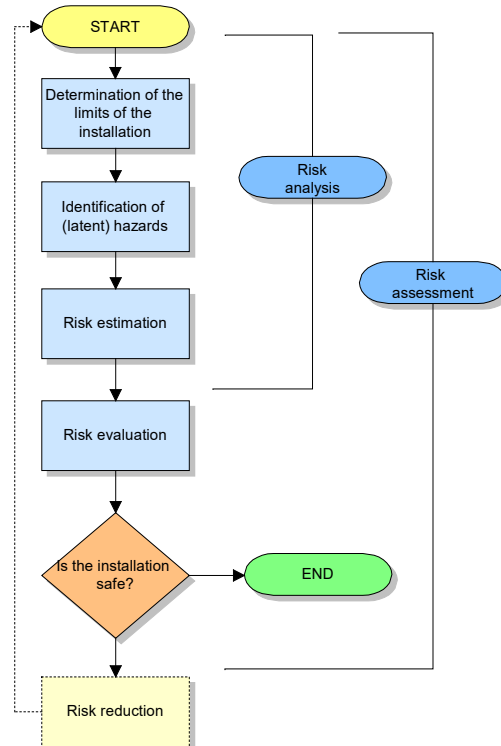 START
Determination of the
limits of the
installation
Risk
analysis
Identification of
(latent) hazards
Risk
assessment
Risk estimation
Risk evaluation
Is the installation
safe?
END
Risk reduction